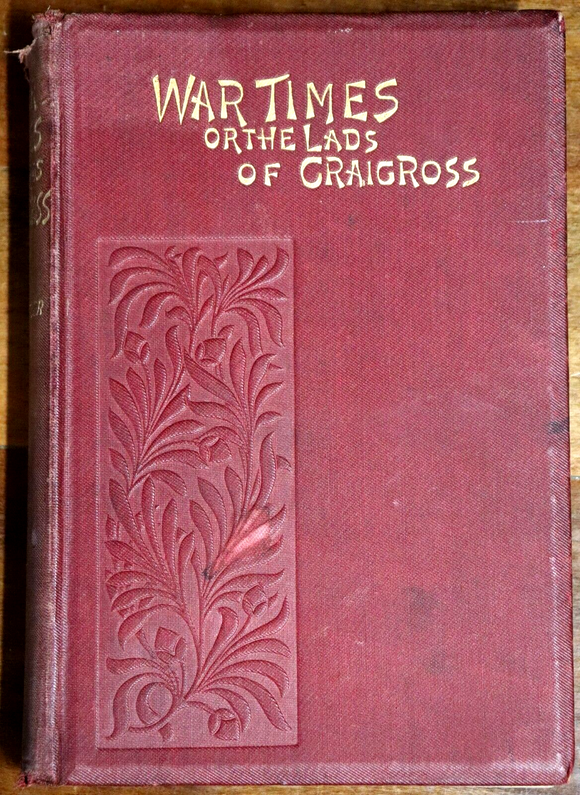 WAR TIMES
OR THE LADS
OF CRAIGROSS